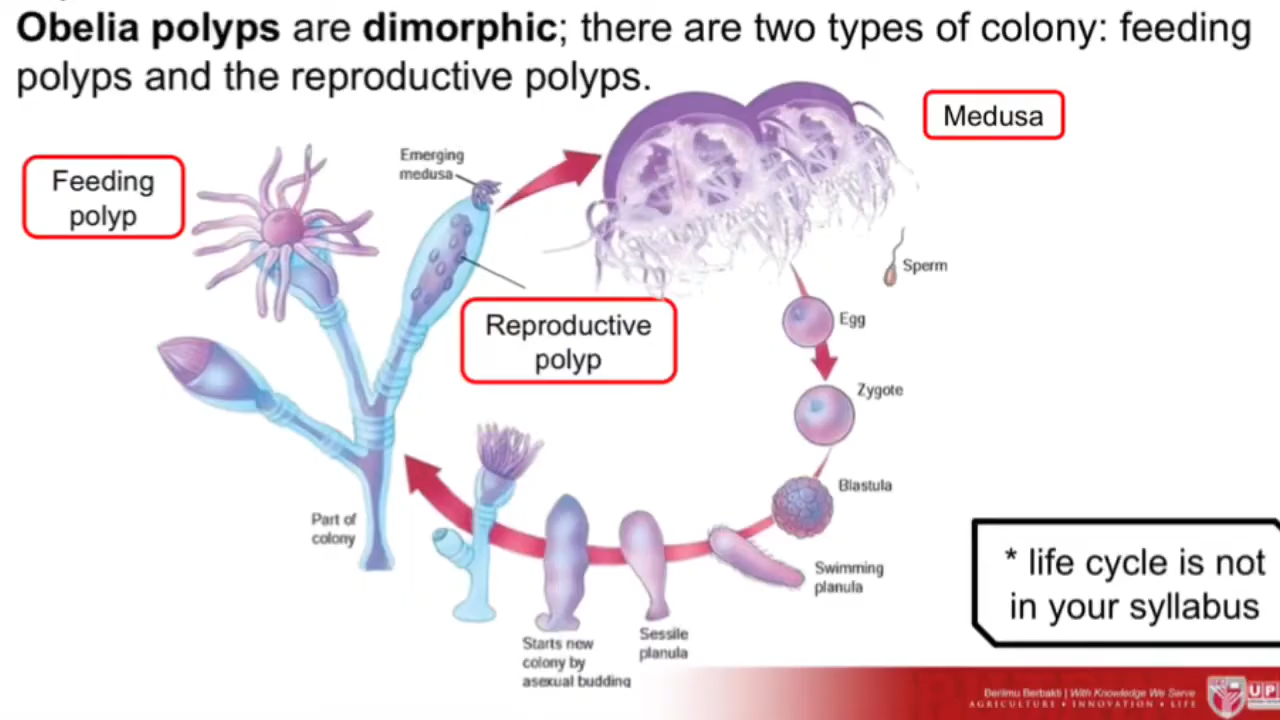 Obelia polyps are dimorphic; there are two types of colony: feeding
polyps and the reproductive polyps.
Medusa
Feeding
polyp
Emerging
medusa
Sperm
Reproductive
polyp
Egg
Zygote
Blastula
Part of
colony
Swimming
planula
Sessile
planula
Starts new
colony by
asexual budding
* life cycle is not
in your syllabus
Berilmu Berbakti | With Knowledge We Serve
AGRICULTURE • INNOVATION • LIFE
UP